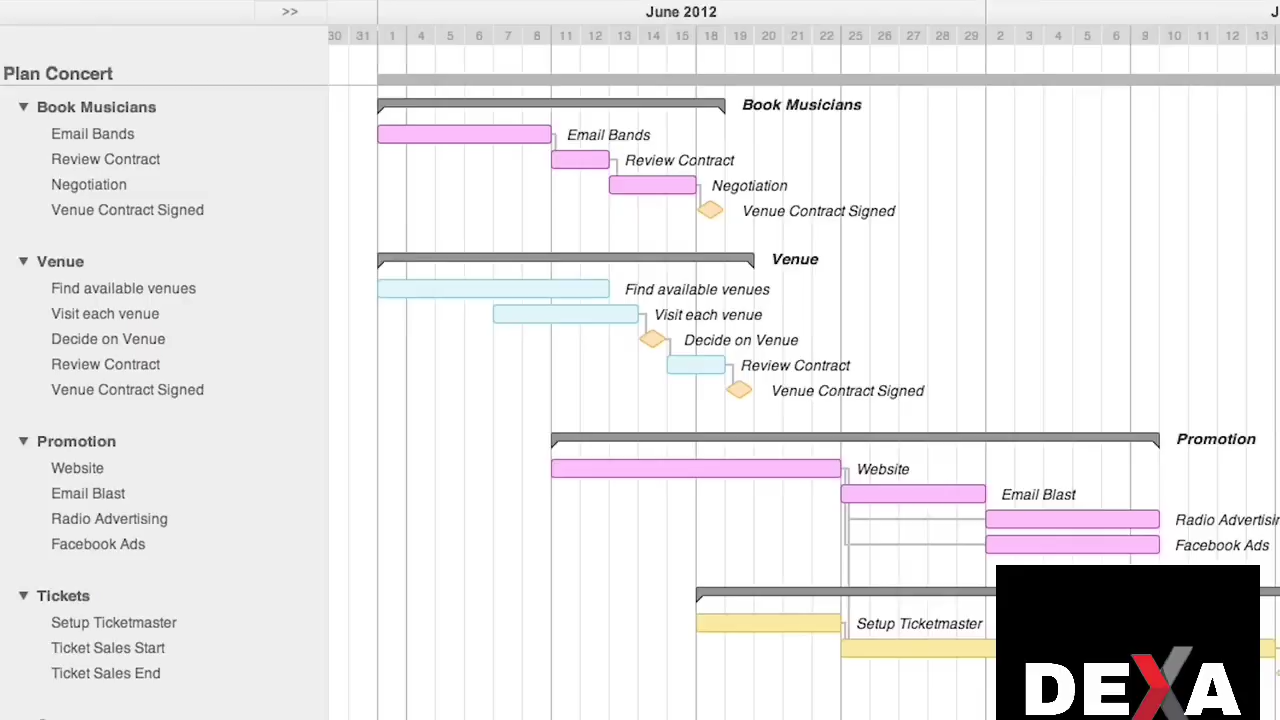 >> June 2012 J
30 31 1 4 5 6 7 8 11 12 13 14 15 18 19 20 21 22 25 26 27 28 29 2 3 4 5 6 9 10 11 12 13
Plan Concert
Book Musicians Book Musicians
Email Bands Email Bands
Review Contract Review Contract
Negotiation Negotiation
Venue Contract Signed Venue Contract Signed
Venue Venue
Find available venues Find available venues
Visit each venue Visit each venue
Decide on Venue Decide on Venue
Review Contract Review Contract
Venue Contract Signed Venue Contract Signed
Promotion Promotion
Website Website
Email Blast Email Blast
Radio Advertising Radio Advertisin
Facebook Ads Facebook Ads
Tickets
Setup Ticketmaster Setup Ticketmaster
Ticket Sales Start
Ticket Sales End
DEXA